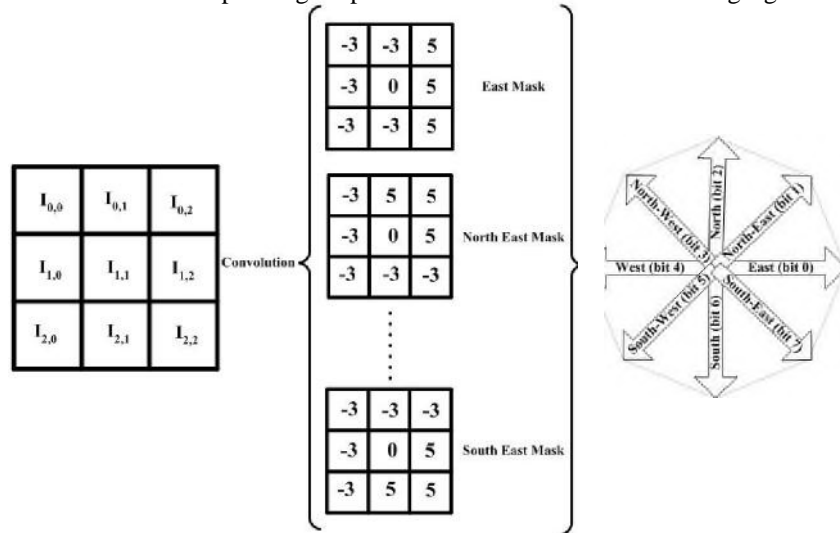 -3 -3 5
-3 0 5
-3 -3 5
East Mask
I0,0 I0,1 I0,2
I1,0 I1,1 I1,2
I2,0 I2,1 I2,2
Convolution
-3 5 5
-3 0 5
-3 -3 -3
North East Mask
-3 -3 -3
-3 0 5
-3 5 5
South East Mask
North (bit 2)
North-West (bit 3)
North-East (bit 1)
West (bit 4)
East (bit 0)
South-West (bit 5)
South (bit 6)
South-East (bit 7)